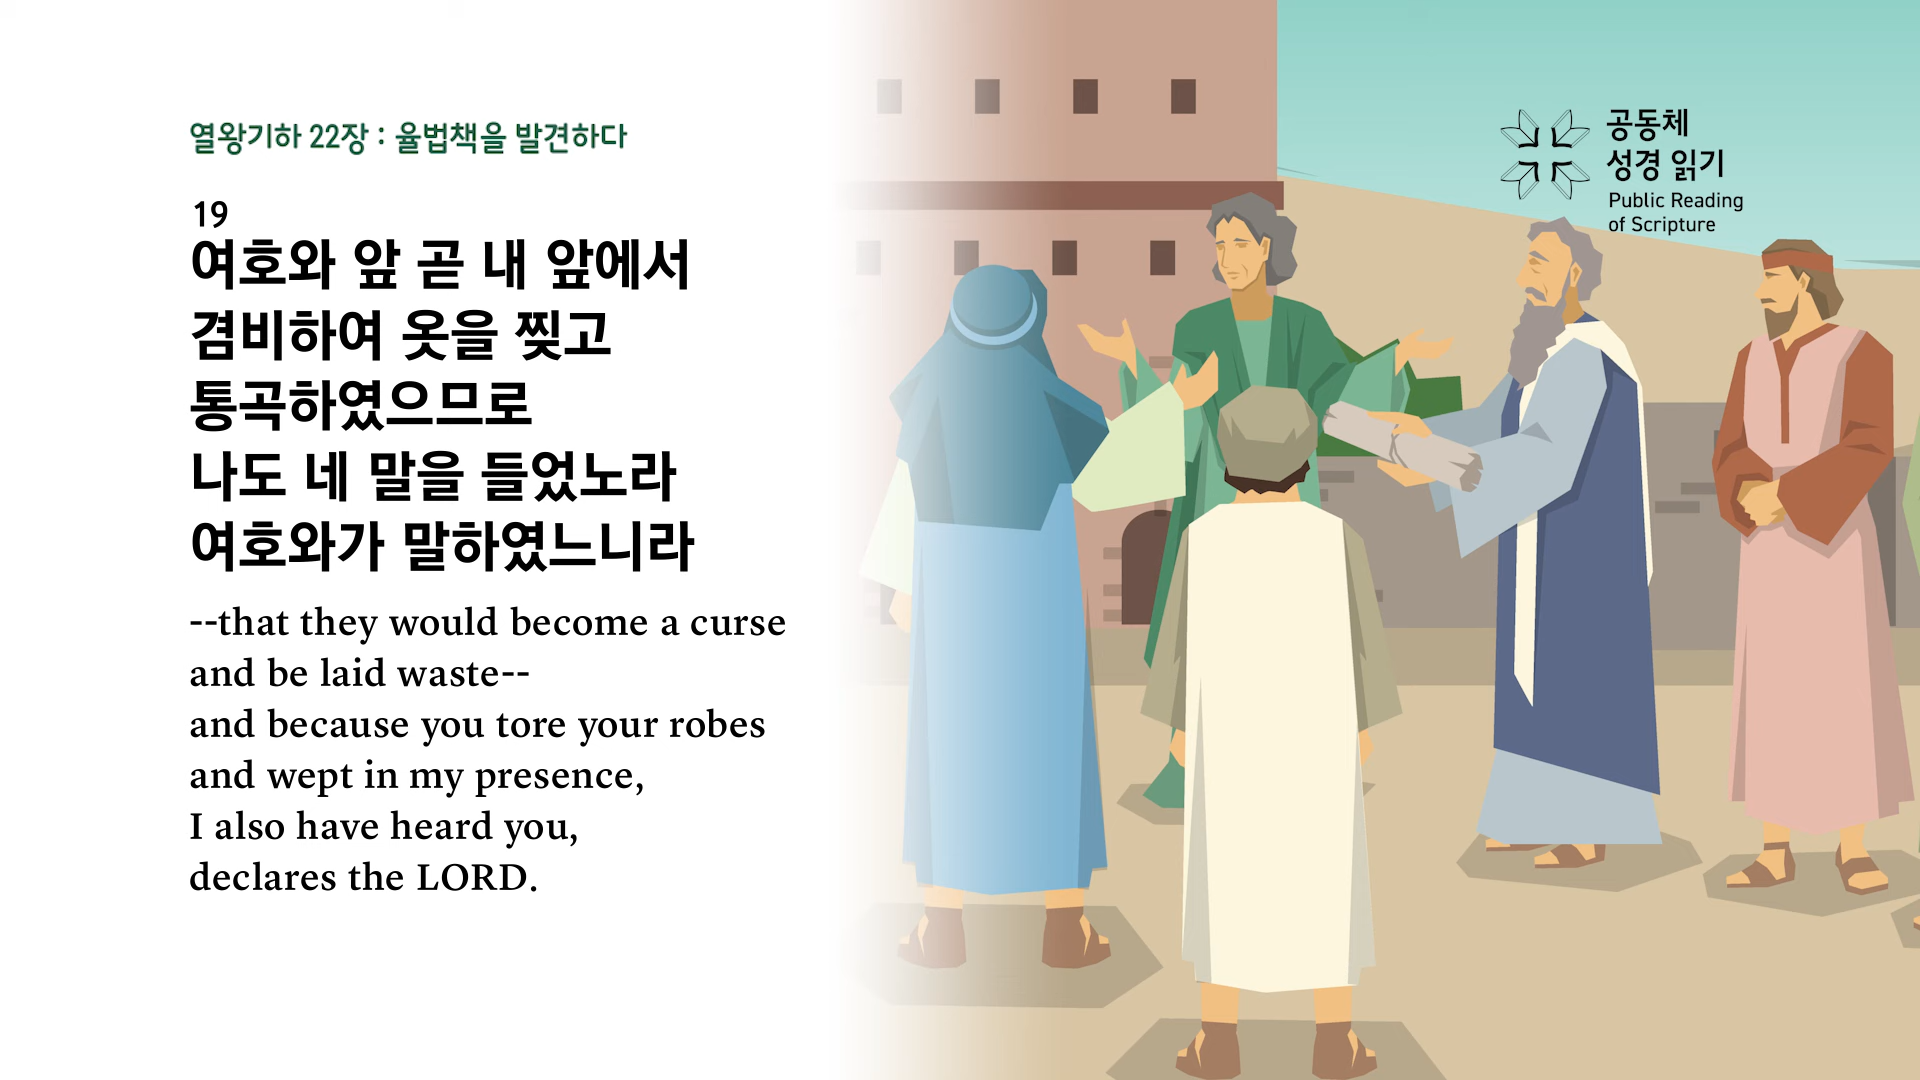 열왕기하 22장 : 율법책을 발견하다
19
여호와 앞 곧 내 앞에서
겸비하여 옷을 찢고
통곡하였으므로
나도 네 말을 들었노라
여호와가 말하였느니라
--that they would become a curse
and be laid waste--
and because you tore your robes
and wept in my presence,
I also have heard you,
declares the LORD.
공동체
성경 읽기
Public Reading
of Scripture